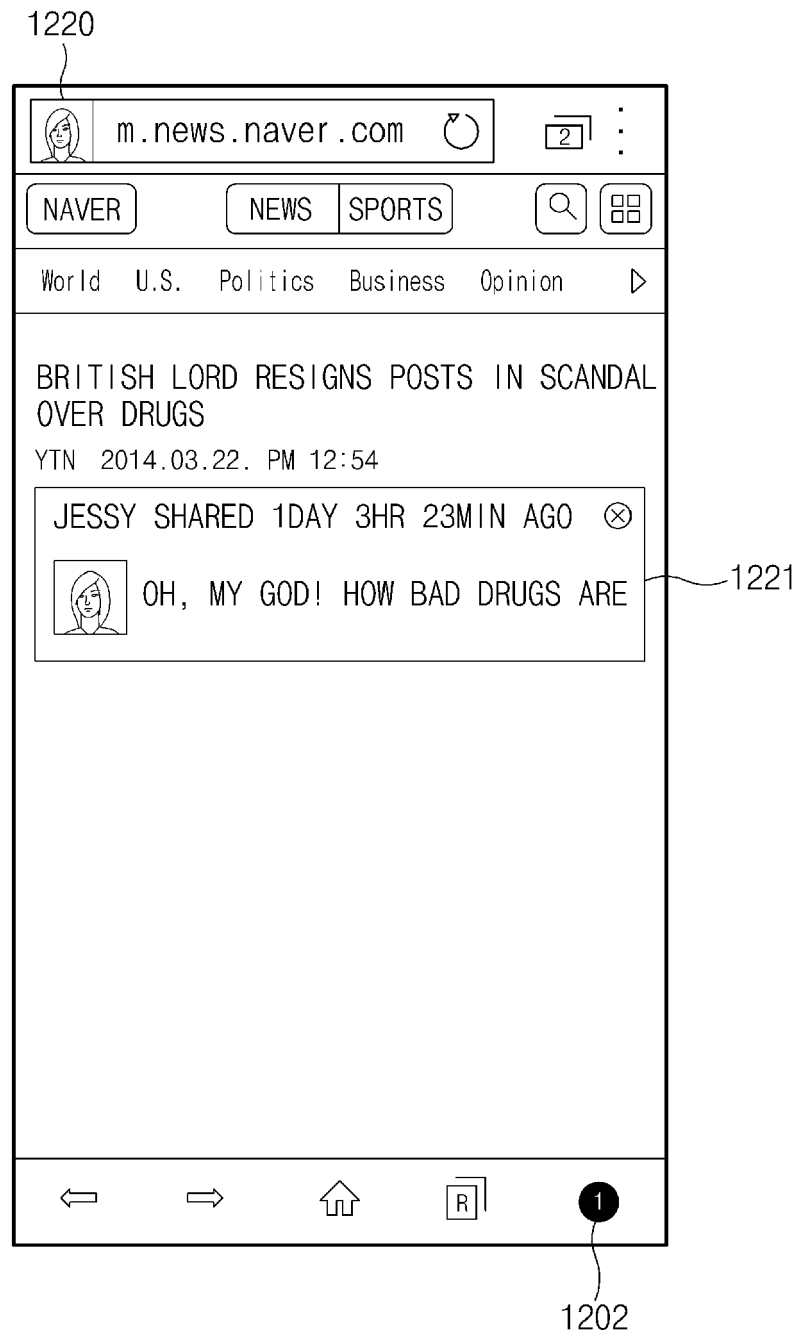 1220
m.news.naver.com 2
NAVER NEWS SPORTS
World U.S. Politics Business Opinion
BRITISH LORD RESIGNS POSTS IN SCANDAL
OVER DRUGS
YTN 2014.03.22. PM 12:54
JESSY SHARED 1DAY 3HR 23MIN AGO
OH, MY GOD! HOW BAD DRUGS ARE
1221
R 1
1202